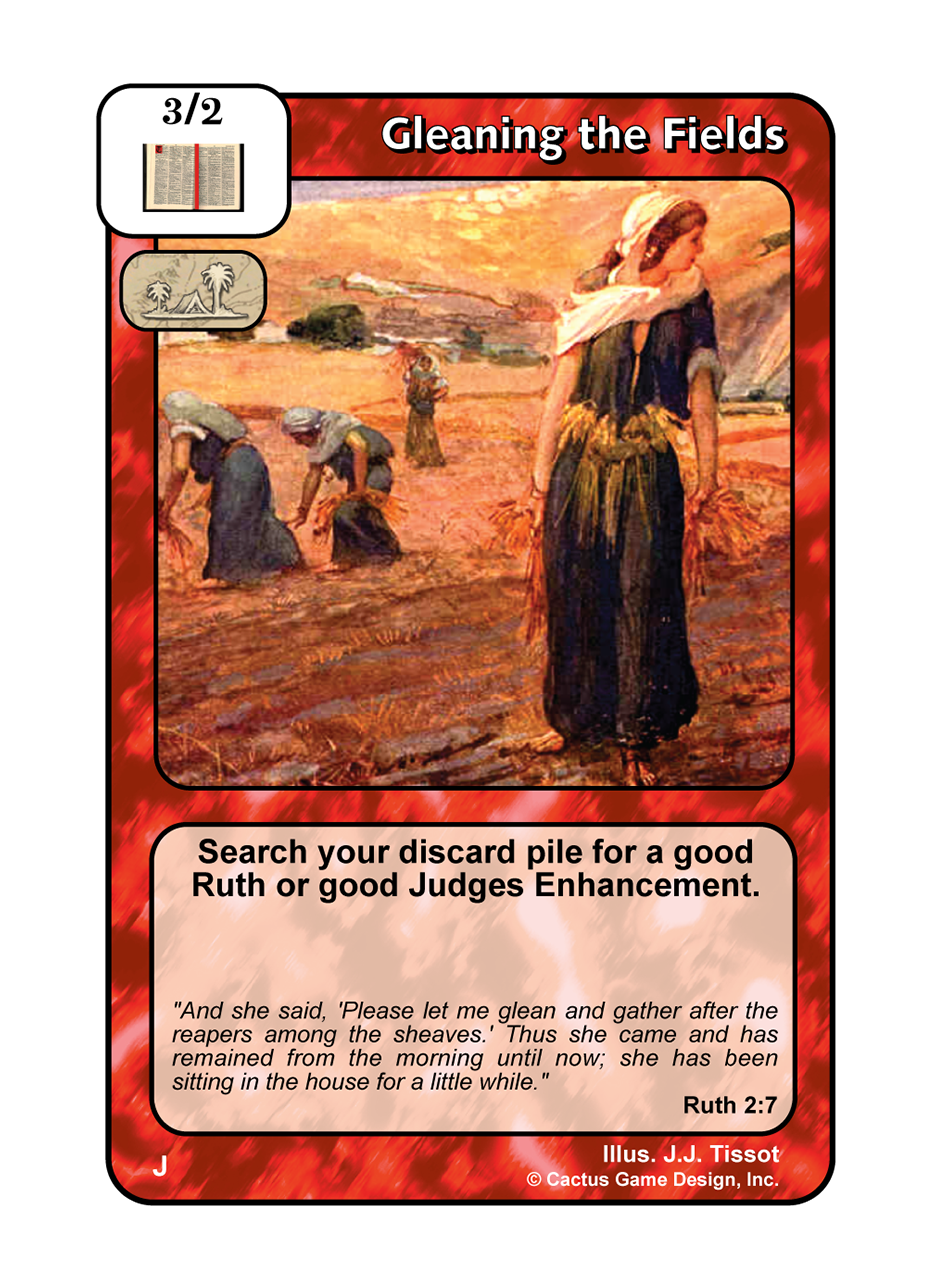 3/2
Gleaning the Fields
Search your discard pile for a good
Ruth or good Judges Enhancement.
"And she said, 'Please let me glean and gather after the
reapers among the sheaves.' Thus she came and has
remained from the morning until now; she has been
sitting in the house for a little while."
Ruth 2:7
J
Illus. J.J. Tissot
© Cactus Game Design, Inc.